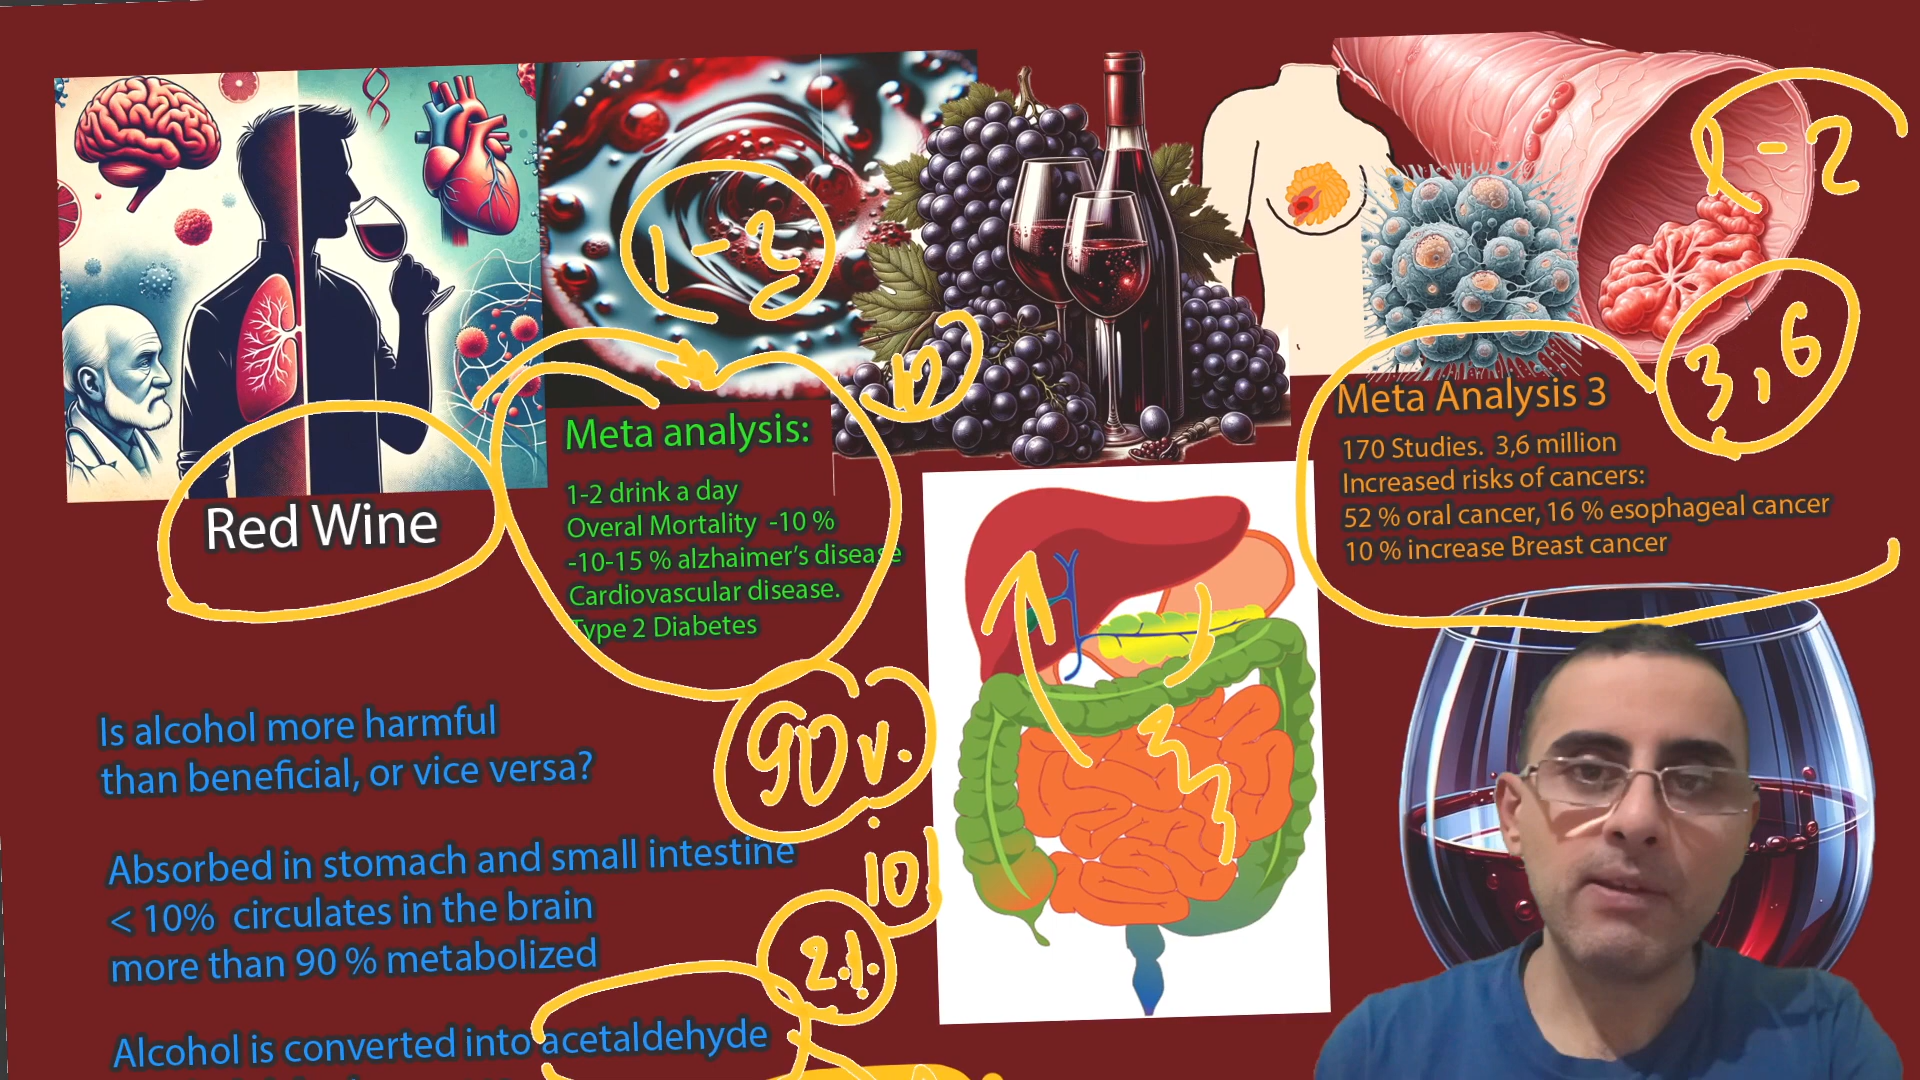 Red Wine
Meta analysis:
1-2 drink a day
Overal Mortality -10 %
-10-15 % alzhaimer's disease
Cardiovascular disease.
Type 2 Diabetes
Meta Analysis 3
170 Studies. 3,6 million
Increased risks of cancers:
52 % oral cancer, 16 % esophageal cancer
10 % increase Breast cancer
Is alcohol more harmful
than beneficial, or vice versa?
Absorbed in stomach and small intestine
< 10% circulates in the brain
more than 90 % metabolized
Alcohol is converted into acetaldehyde
1-2
1-2
3,6
10